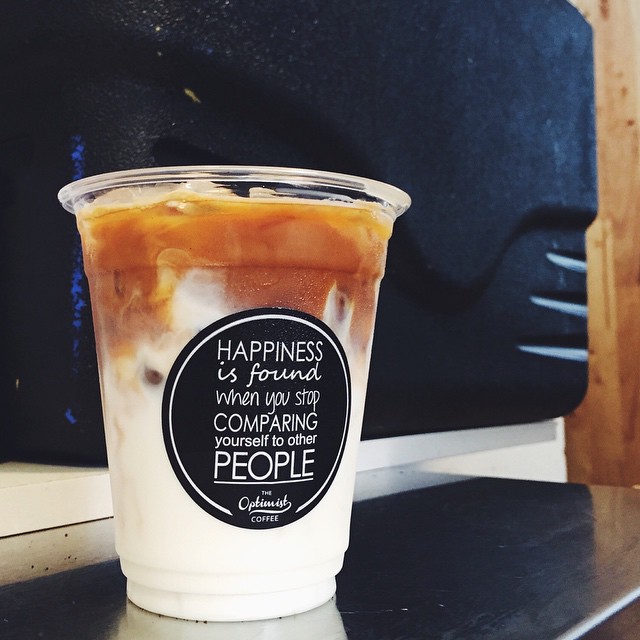 HAPPINESS
is found
when you stop
COMPARING
yourself to other
PEOPLE
THE
Optimist
COFFEE